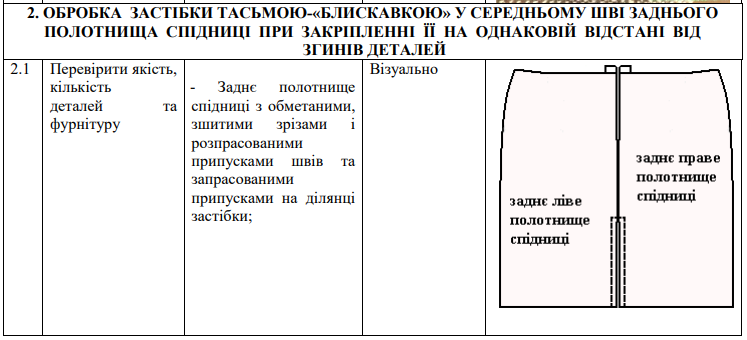 2. ОБРОБКА ЗАСТІБКИ ТАСЬМОЮ-«БЛИСКАВКОЮ» У СЕРЕДНЬОМУ ШВІ ЗАДНЬОГО
ПОЛОТНИЩА СПІДНИЦІ ПРИ ЗАКРІПЛЕННІ ЇЇ НА ОДНАКОВІЙ ВІДСТАНІ ВІД
ЗГИНІВ ДЕТАЛЕЙ
2.1
Перевірити якість,
кількість
деталей та
фурнітуру
- Заднє полотнище
спідниці з обметаними,
зшитими зрізами і
розпрасованими
припусками швів та
запрасованими
припусками на ділянці
застібки;
Візуально
заднє праве
полотнище
спідниці
заднє ліве
полотнище
спідниці